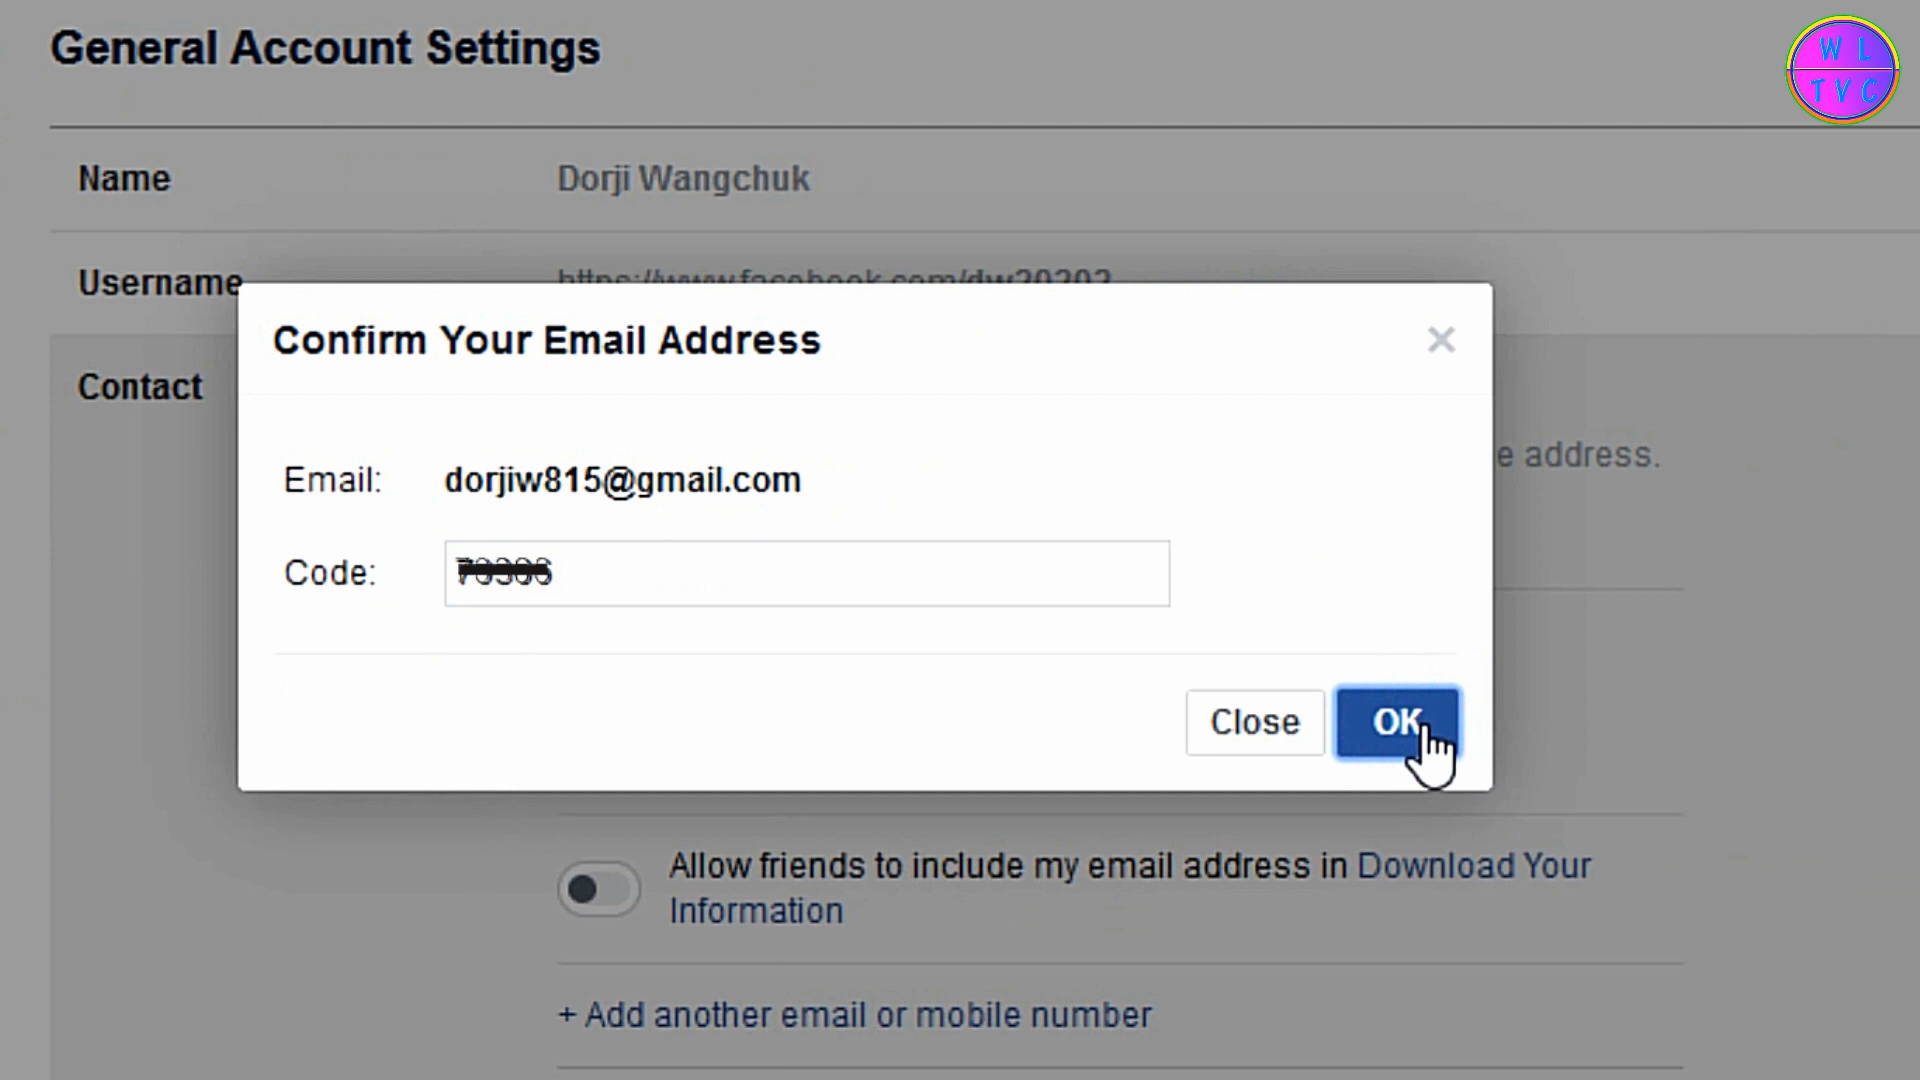 General Account Settings
W L
T V C
Name Dorji Wangchuk
Username
Confirm Your Email Address
Contact
e address.
Email: dorjiw815@gmail.com
Code:
Close OK
Allow friends to include my email address in Download Your
Information
+ Add another email or mobile number